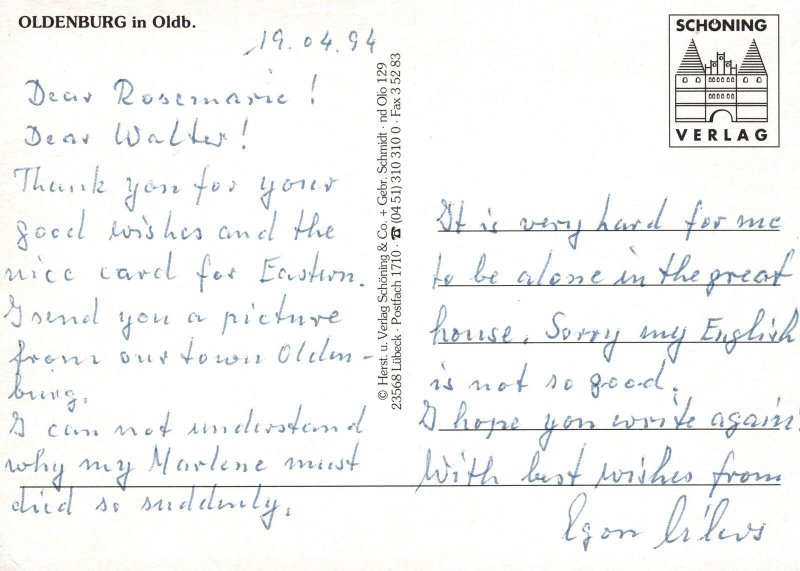 OLDENBURG in Oldb.
19.04.94
Dear Rosemarie!
Dear Walter!
Thank you for your
good wishes and the
nice card for Eastern.
I send you a picture
from our town Olden-
burg.
I can not understand
why my Marlene must
died so suddenly.
© Herst. u. Verlag Schöning & Co. + Gebr. Schmidt · nd Olo 129
23568 Lübeck · Postfach 1710 · ☎ (04 51) 310 310 0 · Fax 3 52 83
SCHÖNING
VERLAG
It is very hard for me
to be alone in the great
house. Sorry my English
is not so good.
I hope you write again!
With best wishes from
Egon